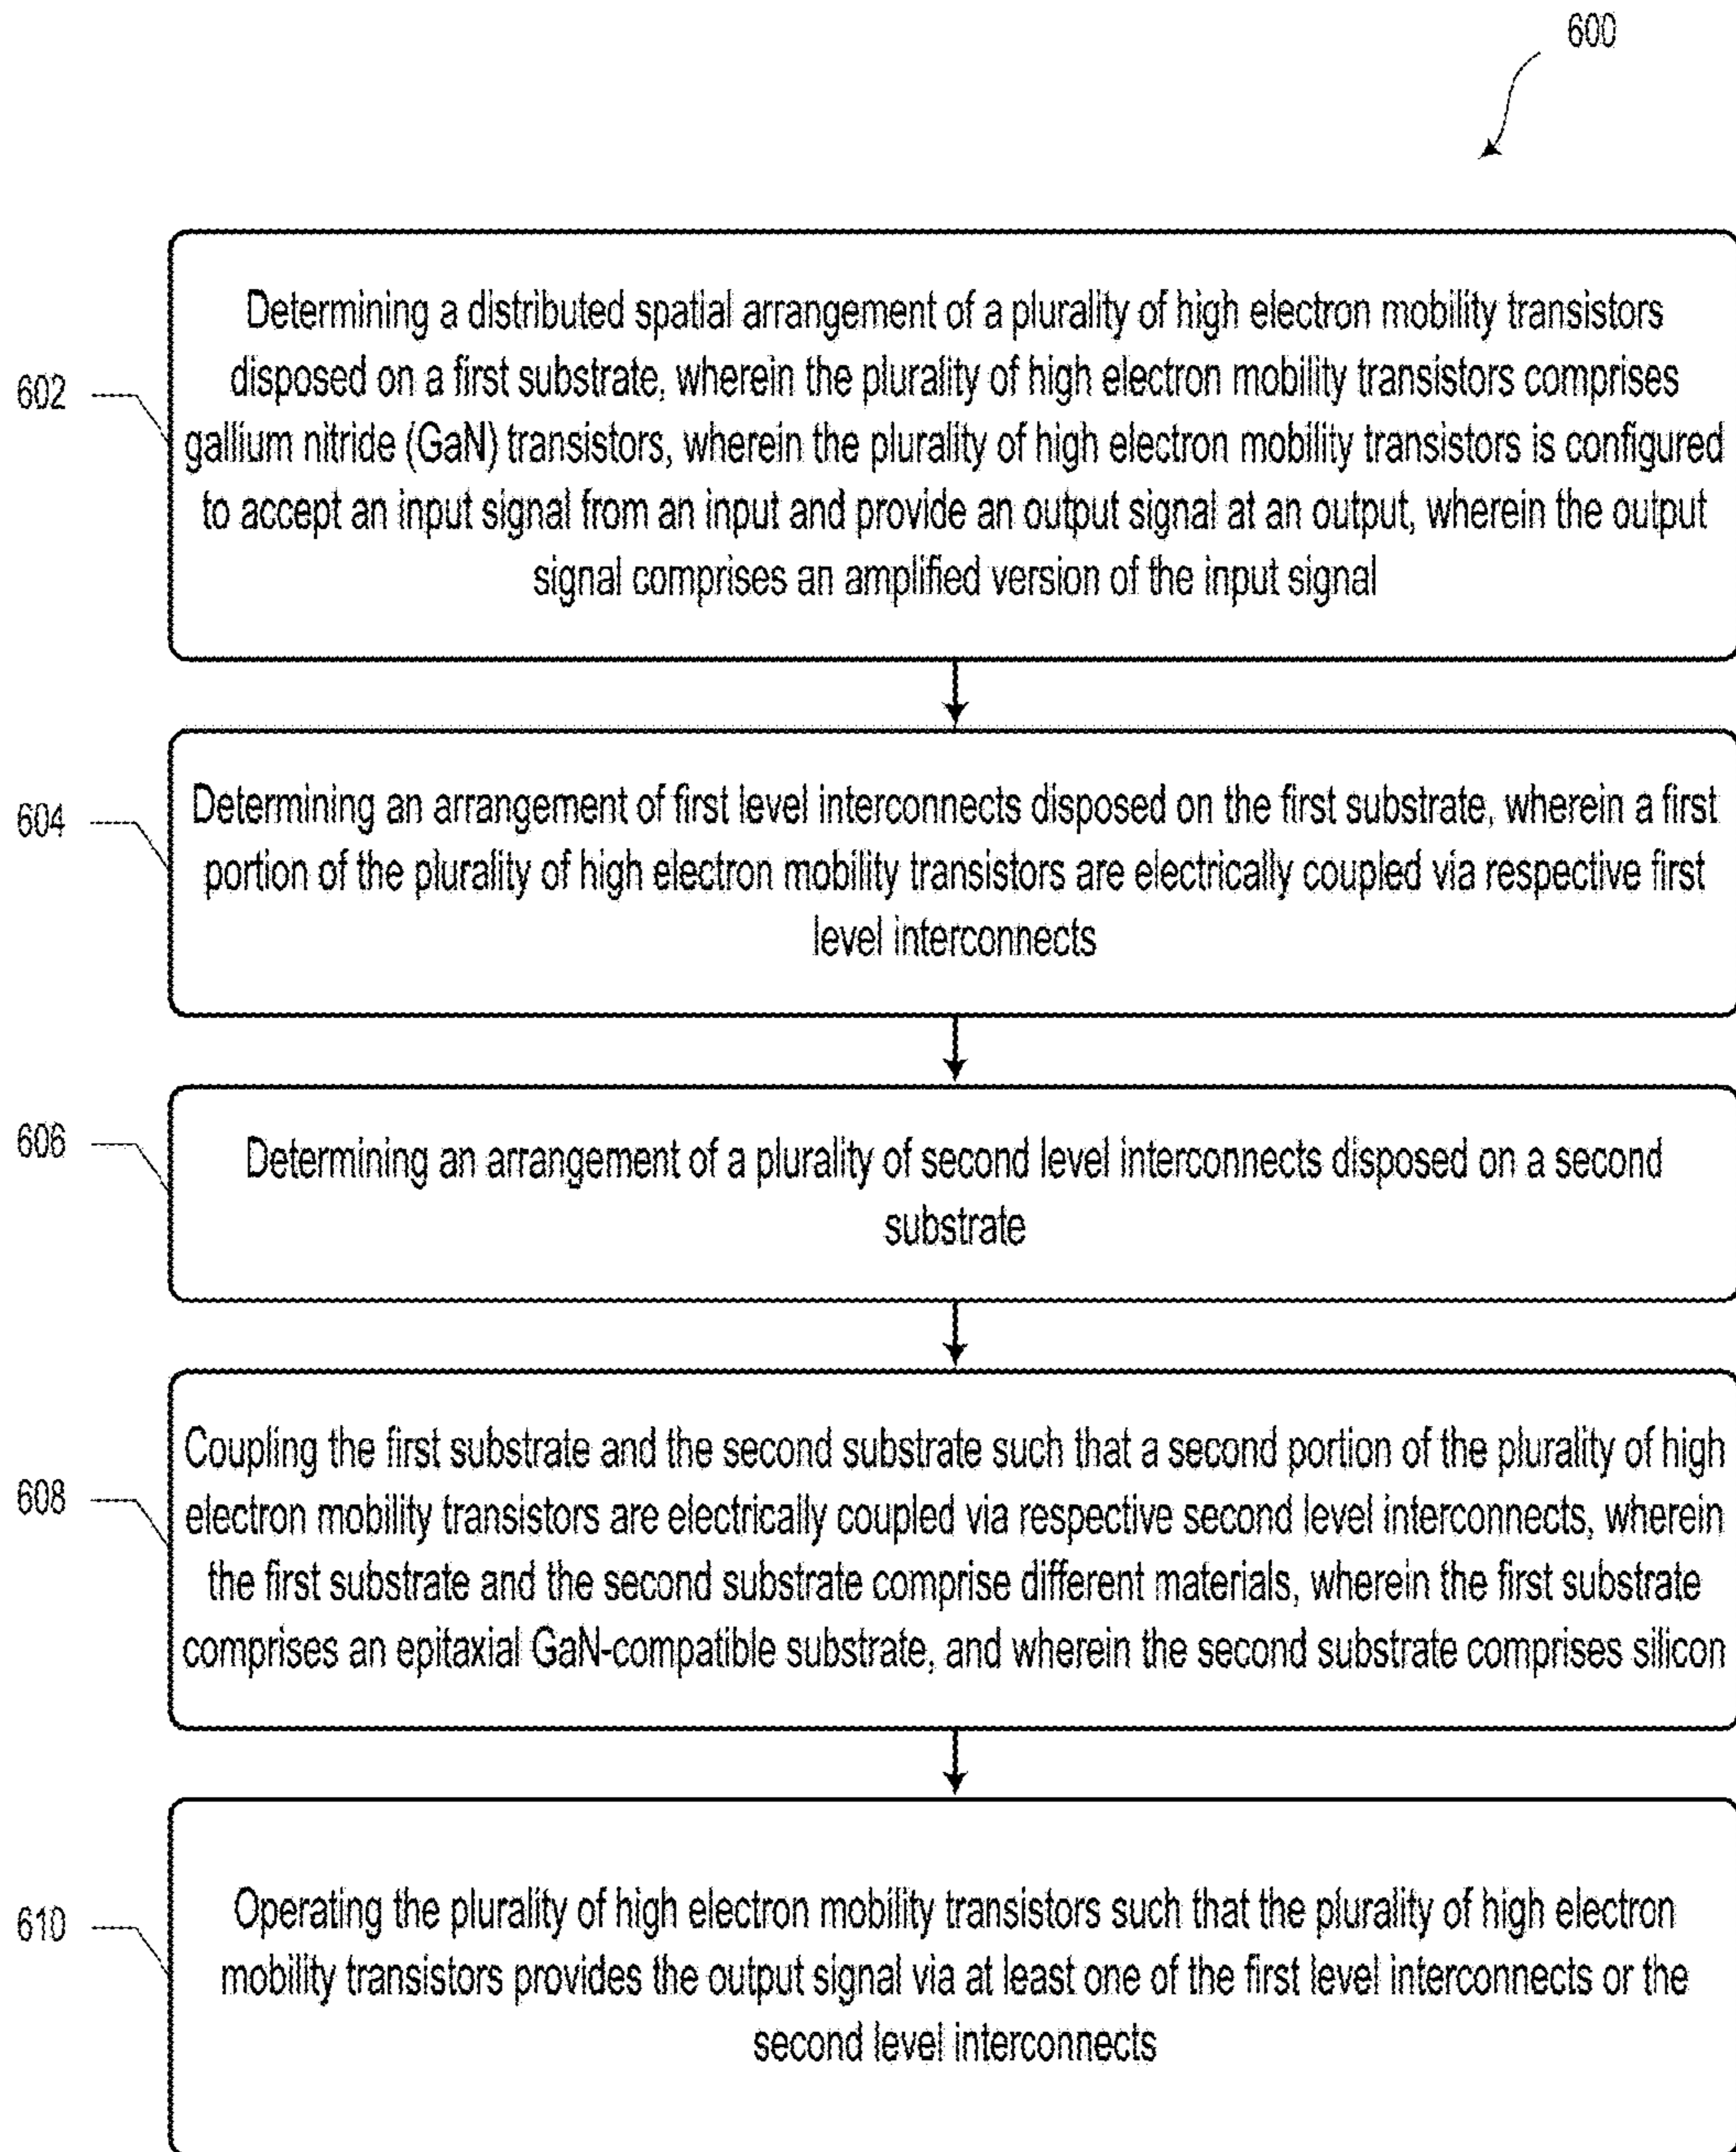 600
602
Determining a distributed spatial arrangement of a plurality of high electron mobility transistors
disposed on a first substrate, wherein the plurality of high electron mobility transistors comprises
gallium nitride (GaN) transistors, wherein the plurality of high electron mobility transistors is configured
to accept an input signal from an input and provide an output signal at an output, wherein the output
signal comprises an amplified version of the input signal
604
Determining an arrangement of first level interconnects disposed on the first substrate, wherein a first
portion of the plurality of high electron mobility transistors are electrically coupled via respective first
level interconnects
606
Determining an arrangement of a plurality of second level interconnects disposed on a second
substrate
608
Coupling the first substrate and the second substrate such that a second portion of the plurality of high
electron mobility transistors are electrically coupled via respective second level interconnects, wherein
the first substrate and the second substrate comprise different materials, wherein the first substrate
comprises an epitaxial GaN-compatible substrate, and wherein the second substrate comprises silicon
610
Operating the plurality of high electron mobility transistors such that the plurality of high electron
mobility transistors provides the output signal via at least one of the first level interconnects or the
second level interconnects